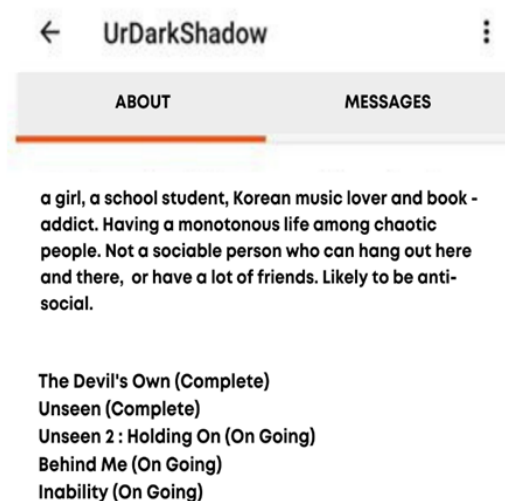 UrDarkShadow
ABOUT
MESSAGES
a girl, a school student, Korean music lover and book -
addict. Having a monotonous life among chaotic
people. Not a sociable person who can hang out here
and there, or have a lot of friends. Likely to be anti-
social.
The Devil's Own (Complete)
Unseen (Complete)
Unseen 2 : Holding On (On Going)
Behind Me (On Going)
Inability (On Going)